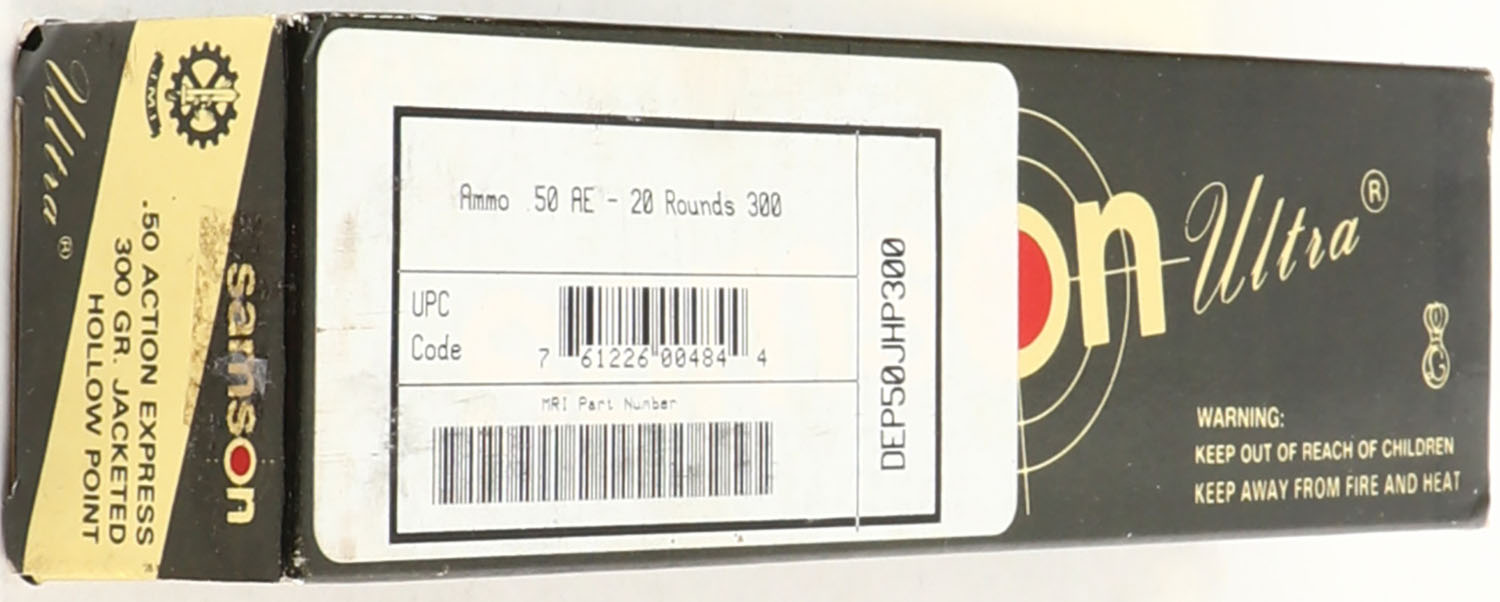 Ultra®
I.M.I.
samson
.50 ACTION EXPRESS
300 GR. JACKETED
HOLLOW POINT
Ammo .50 AE - 20 Rounds 300
UPC
Code
7 61226 00484 4
MRI Part Number
DEP50JHP300
on Ultra®
G
WARNING:
KEEP OUT OF REACH OF CHILDREN
KEEP AWAY FROM FIRE AND HEAT